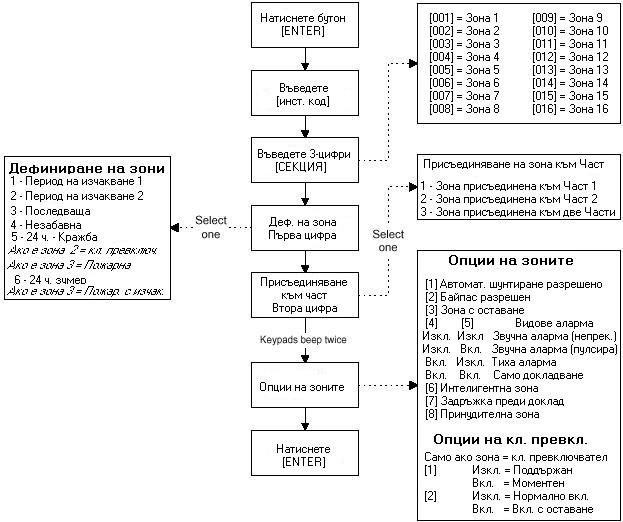 Натиснете бутон
[ENTER]
Въведете
[инст. код]
Въведете 3-цифри
[СЕКЦИЯ]
Деф. на зона
Първа цифра
Присъединяване
към част
Втора цифра
Keypads beep twice
Опции на зоните
Натиснете
[ENTER]
Select
one
Select
one
Дефиниране на зони
1 - Период на изчакване 1
2 - Период на изчакване 2
3 - Последваща
4 - Незабавна
5 - 24 ч. - Кражба
Ако е зона 2 = кл. превключ.
Ако е зона 3 = Пожарна
6 - 24 ч. зумер
Ако е зона 3 = Пожар. с изчак.
[001] = Зона 1 [009] = Зона 9
[002] = Зона 2 [010] = Зона 10
[003] = Зона 3 [011] = Зона 11
[004] = Зона 4 [012] = Зона 12
[005] = Зона 5 [013] = Зона 13
[006] = Зона 6 [014] = Зона 14
[007] = Зона 7 [015] = Зона 15
[008] = Зона 8 [016] = Зона 16
Присъединяване на зона към Част
1 - Зона присъединена към Част 1
2 - Зона присъединена към Част 2
3 - Зона присъединена към две Части
Опции на зоните
[1] Автомат. шунтиране разрешено
[2] Байпас разрешен
[3] Зона с оставане
[4] [5] Видове аларма
Изкл. Изкл Звучна аларма (непрек.)
Изкл. Вкл. Звучна аларма (пулсира)
Вкл. Изкл. Тиха аларма
Вкл. Вкл. Само докладване
[6] Интелигентна зона
[7] Задръжка преди доклад
[8] Принудителна зона
Опции на кл. превкл.
Само ако зона = кл. превключвател
[1] Изкл. = Поддържан
Вкл. = Моментен
[2] Изкл. = Нормално вкл.
Вкл. = Вкл. с оставане